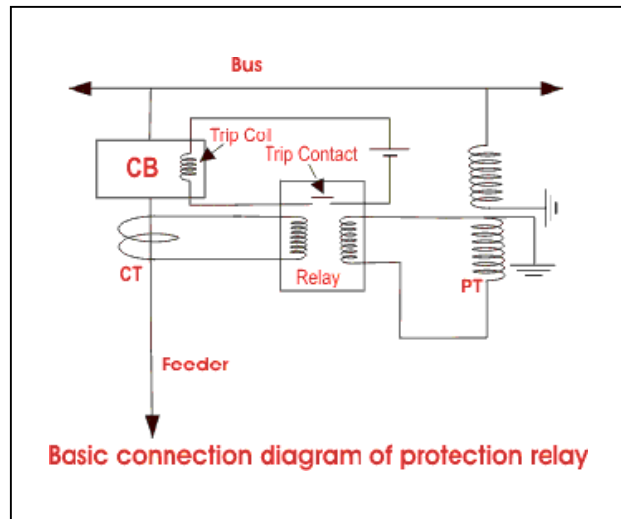 Bus
Trip Coil
Trip Contact
CB
CT
Relay
PT
Feeder
Basic connection diagram of protection relay